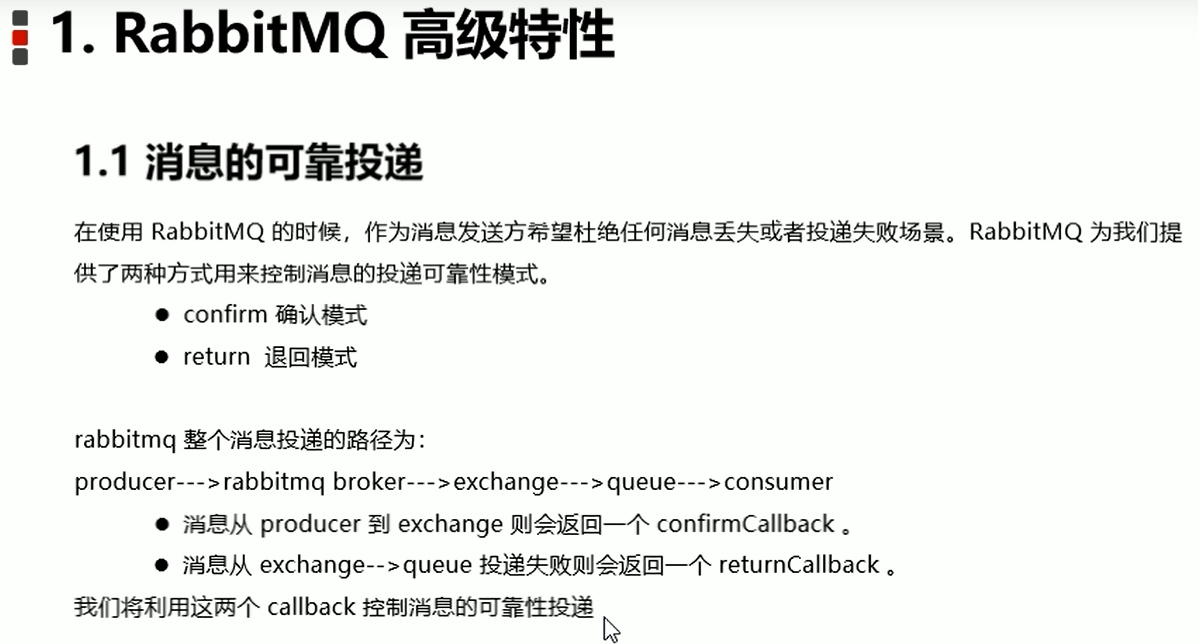 1. RabbitMQ 高级特性
1.1 消息的可靠投递
在使用 RabbitMQ 的时候，作为消息发送方希望杜绝任何消息丢失或者投递失败场景。RabbitMQ 为我们提
供了两种方式用来控制消息的投递可靠性模式。
● confirm 确认模式
● return 退回模式
rabbitmq 整个消息投递的路径为：
producer--->rabbitmq broker--->exchange--->queue--->consumer
● 消息从 producer 到 exchange 则会返回一个 confirmCallback 。
● 消息从 exchange-->queue 投递失败则会返回一个 returnCallback 。
我们将利用这两个 callback 控制消息的可靠性投递